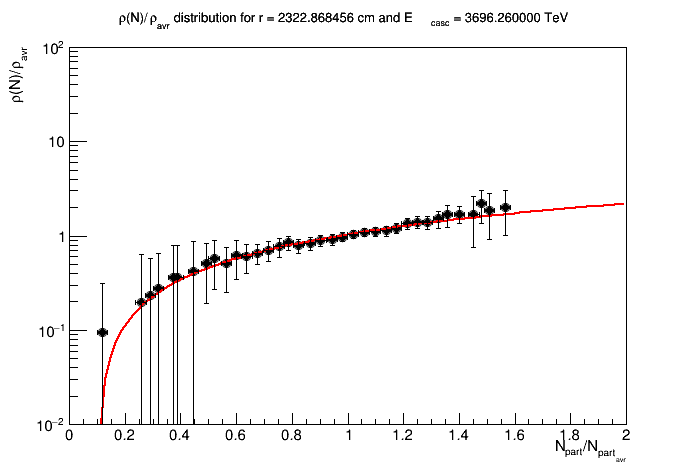 ρ(N)/ρavr distribution for r = 2322.868456 cm and E casc = 3696.260000 TeV
ρ(N)/ρavr
10²
10
1
10⁻¹
10⁻²
0 0.2 0.4 0.6 0.8 1 1.2 1.4 1.6 1.8 2
Npart/Npartavr